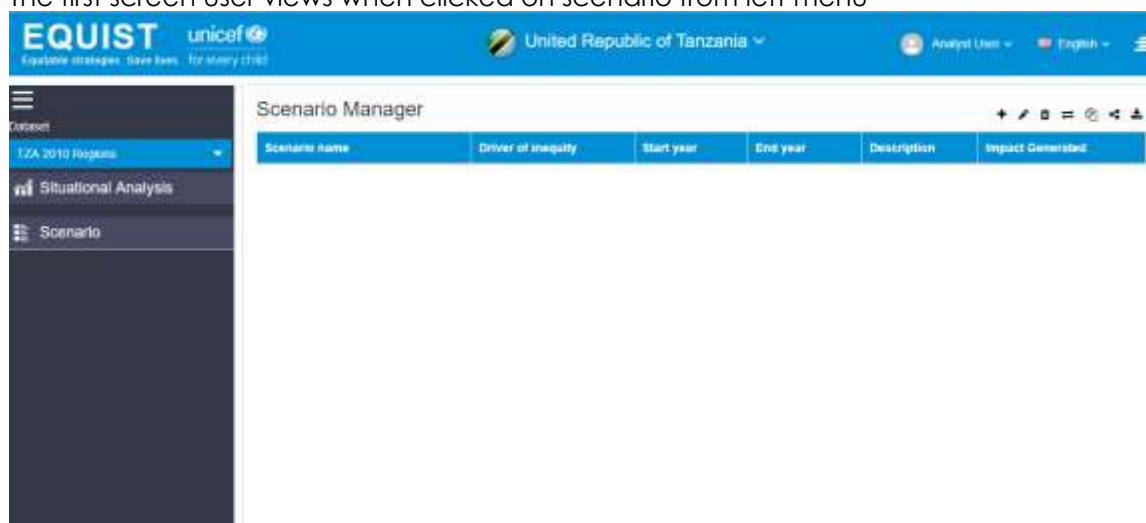 The first screen user views when clicked on scenario from left menu
EQUIST
Equitable strategies. Save lives.
unicef
for every child
United Republic of Tanzania
Analyst User
English
Dataset
TZA 2010 Regions
Situational Analysis
Scenario
Scenario Manager
Scenario name Driver of inequity Start year End year Description Impact Generated